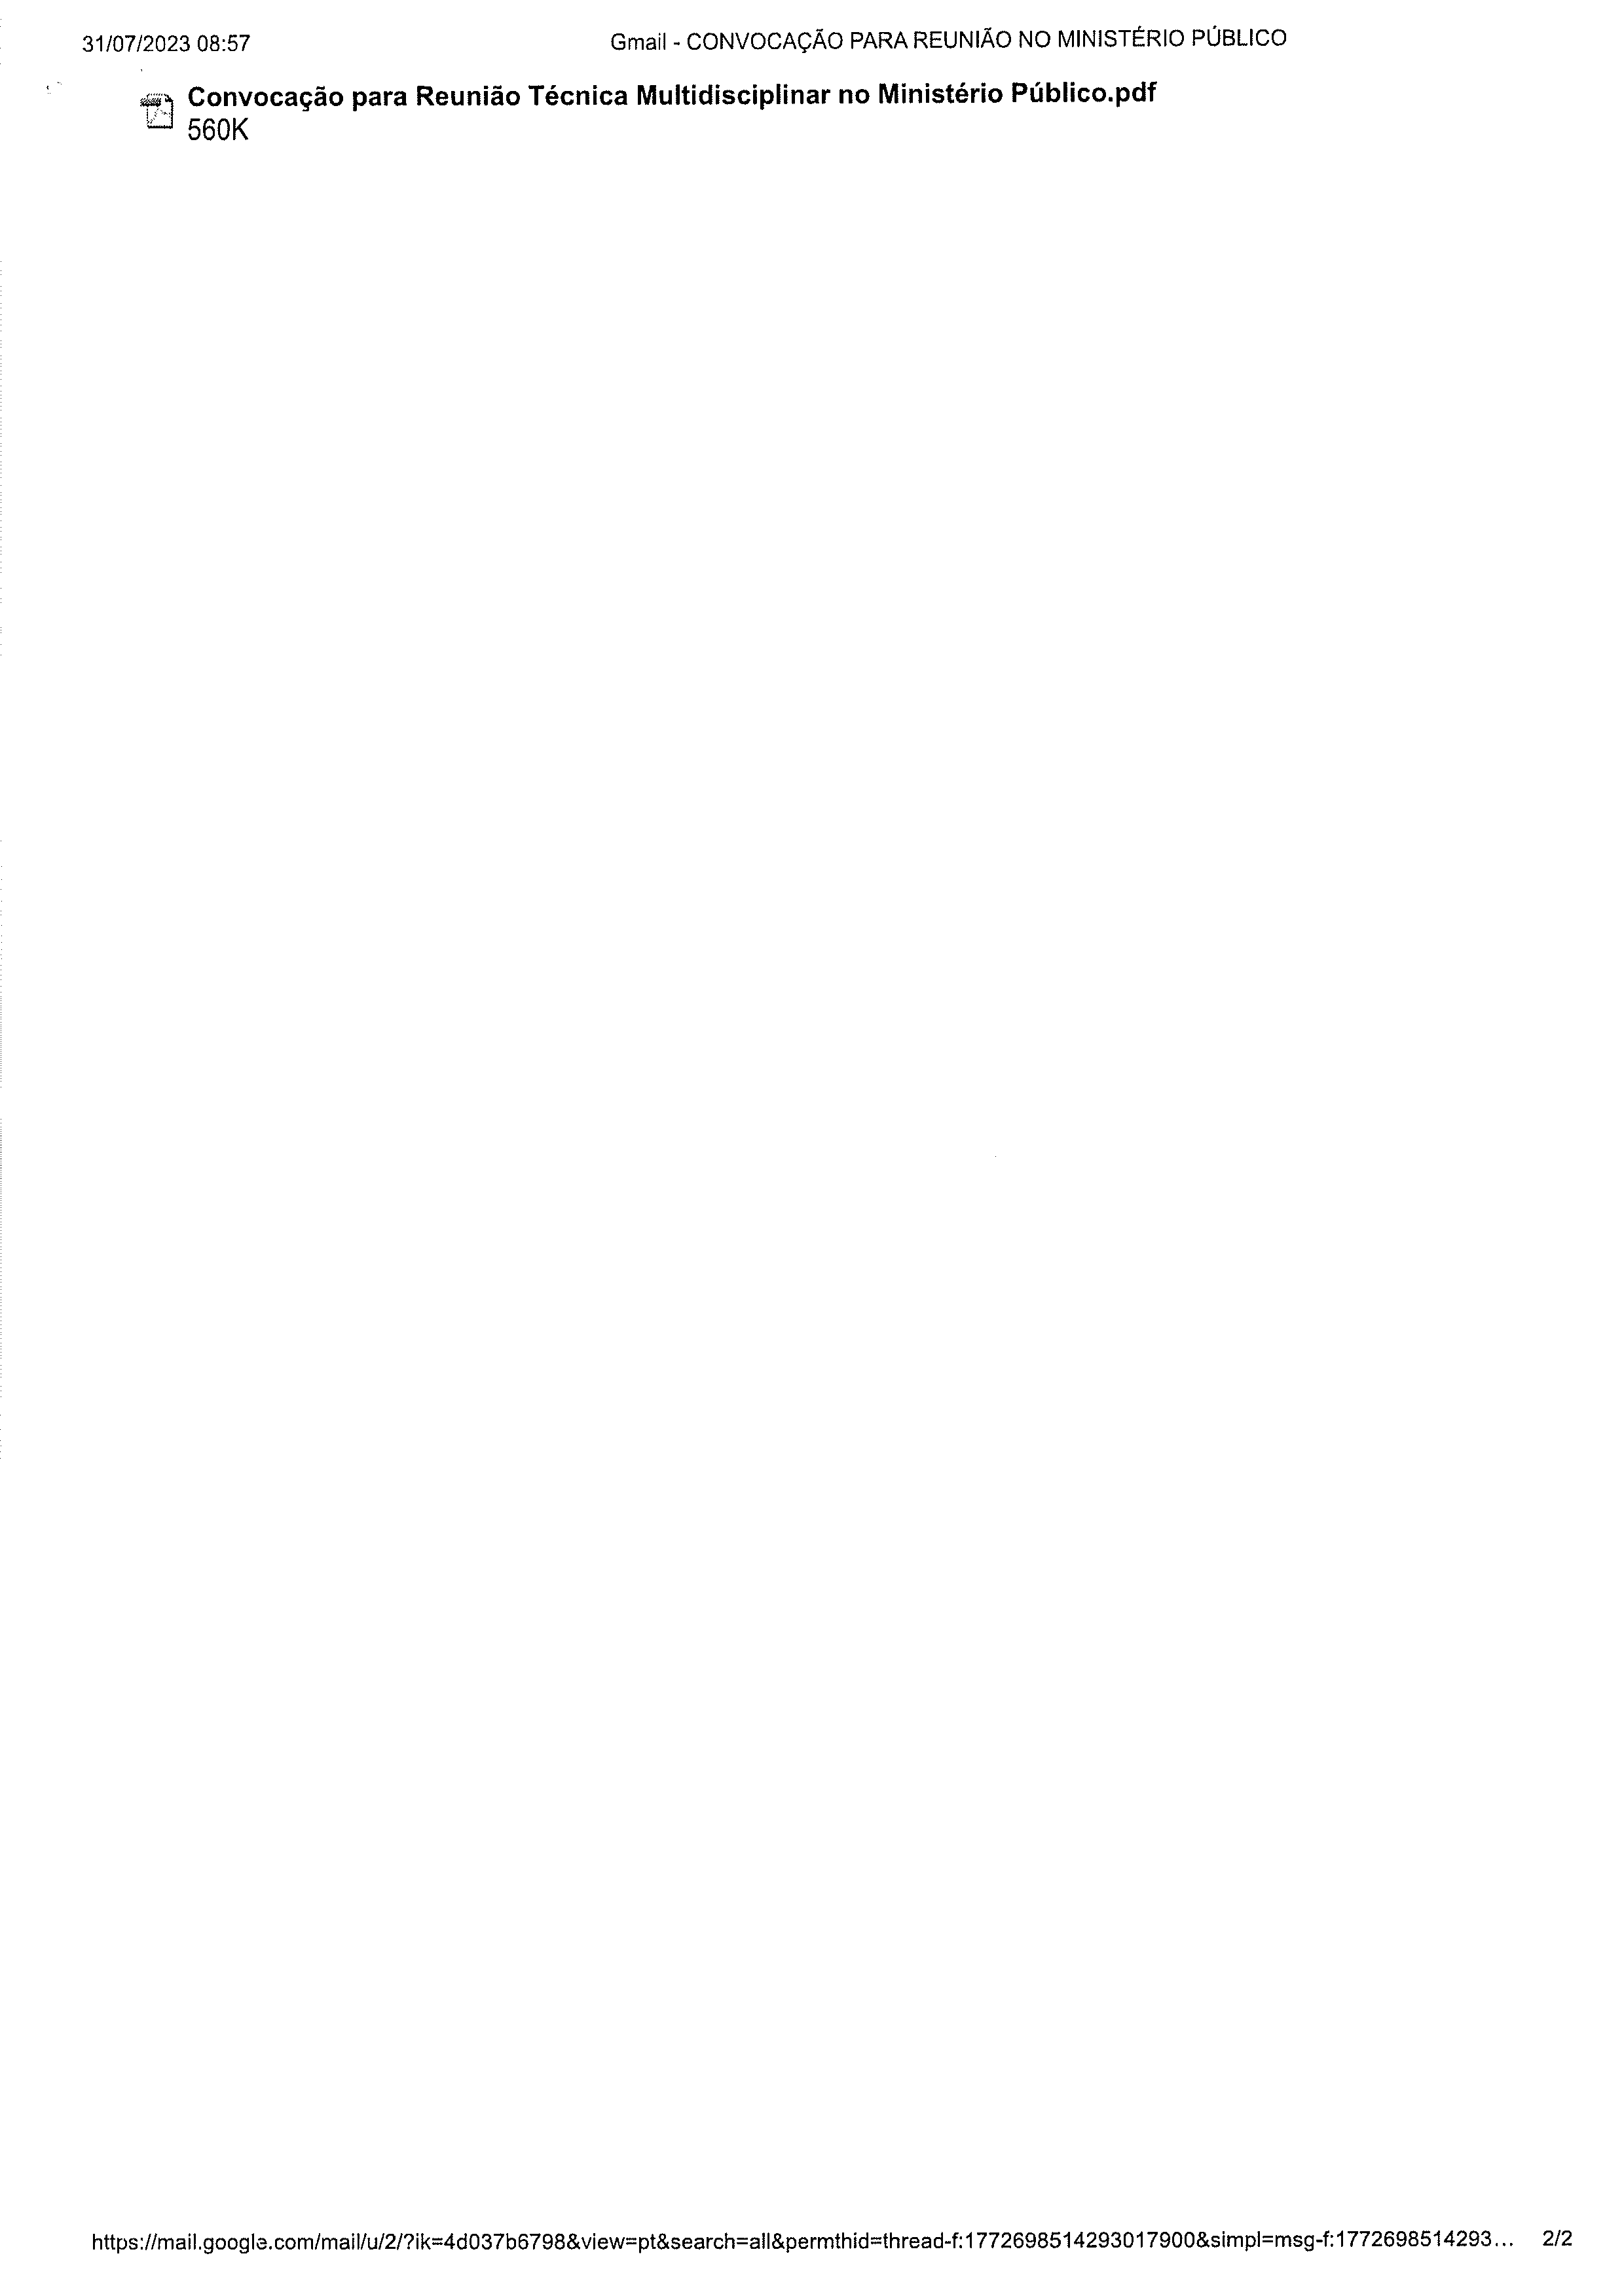 31/07/2023 08:57
Gmail - CONVOCAÇÃO PARA REUNIÃO NO MINISTÉRIO PÚBLICO
Convocação para Reunião Técnica Multidisciplinar no Ministério Público.pdf
560K
https://mail.google.com/mail/u/2/?ik=4d037b6798&view=pt&search=all&permthid=thread-f:1772698514293017900&simpl=msg-f:1772698514293... 2/2